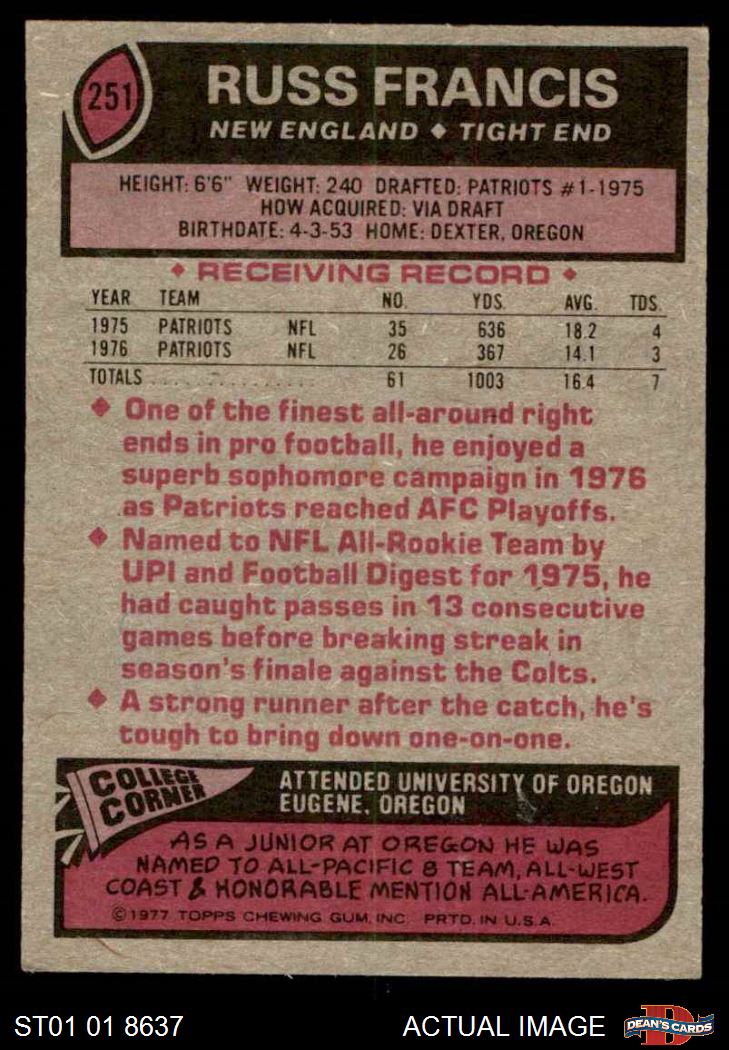 251
RUSS FRANCIS
NEW ENGLAND ◆ TIGHT END
HEIGHT: 6'6" WEIGHT: 240 DRAFTED: PATRIOTS #1-1975
HOW ACQUIRED: VIA DRAFT
BIRTHDATE: 4-3-53 HOME: DEXTER, OREGON
◆ RECEIVING RECORD ◆
YEAR TEAM NO. YDS. AVG. TDS.
1975 PATRIOTS NFL 35 636 18.2 4
1976 PATRIOTS NFL 26 367 14.1 3
TOTALS . . . . . . . . . . . . . 61 1003 16.4 7
◆ One of the finest all-around right
ends in pro football, he enjoyed a
superb sophomore campaign in 1976
as Patriots reached AFC Playoffs.
◆ Named to NFL All-Rookie Team by
UPI and Football Digest for 1975, he
had caught passes in 13 consecutive
games before breaking streak in
season's finale against the Colts.
◆ A strong runner after the catch, he's
tough to bring down one-on-one.
COLLEGE
CORNER
ATTENDED UNIVERSITY OF OREGON
EUGENE, OREGON
AS A JUNIOR AT OREGON HE WAS
NAMED TO ALL-PACIFIC 8 TEAM, ALL-WEST
COAST & HONORABLE MENTION ALL-AMERICA.
©1977 TOPPS CHEWING GUM, INC. PRTD. IN U.S.A.
ST01 01 8637 ACTUAL IMAGE
D
DEAN'S CARDS